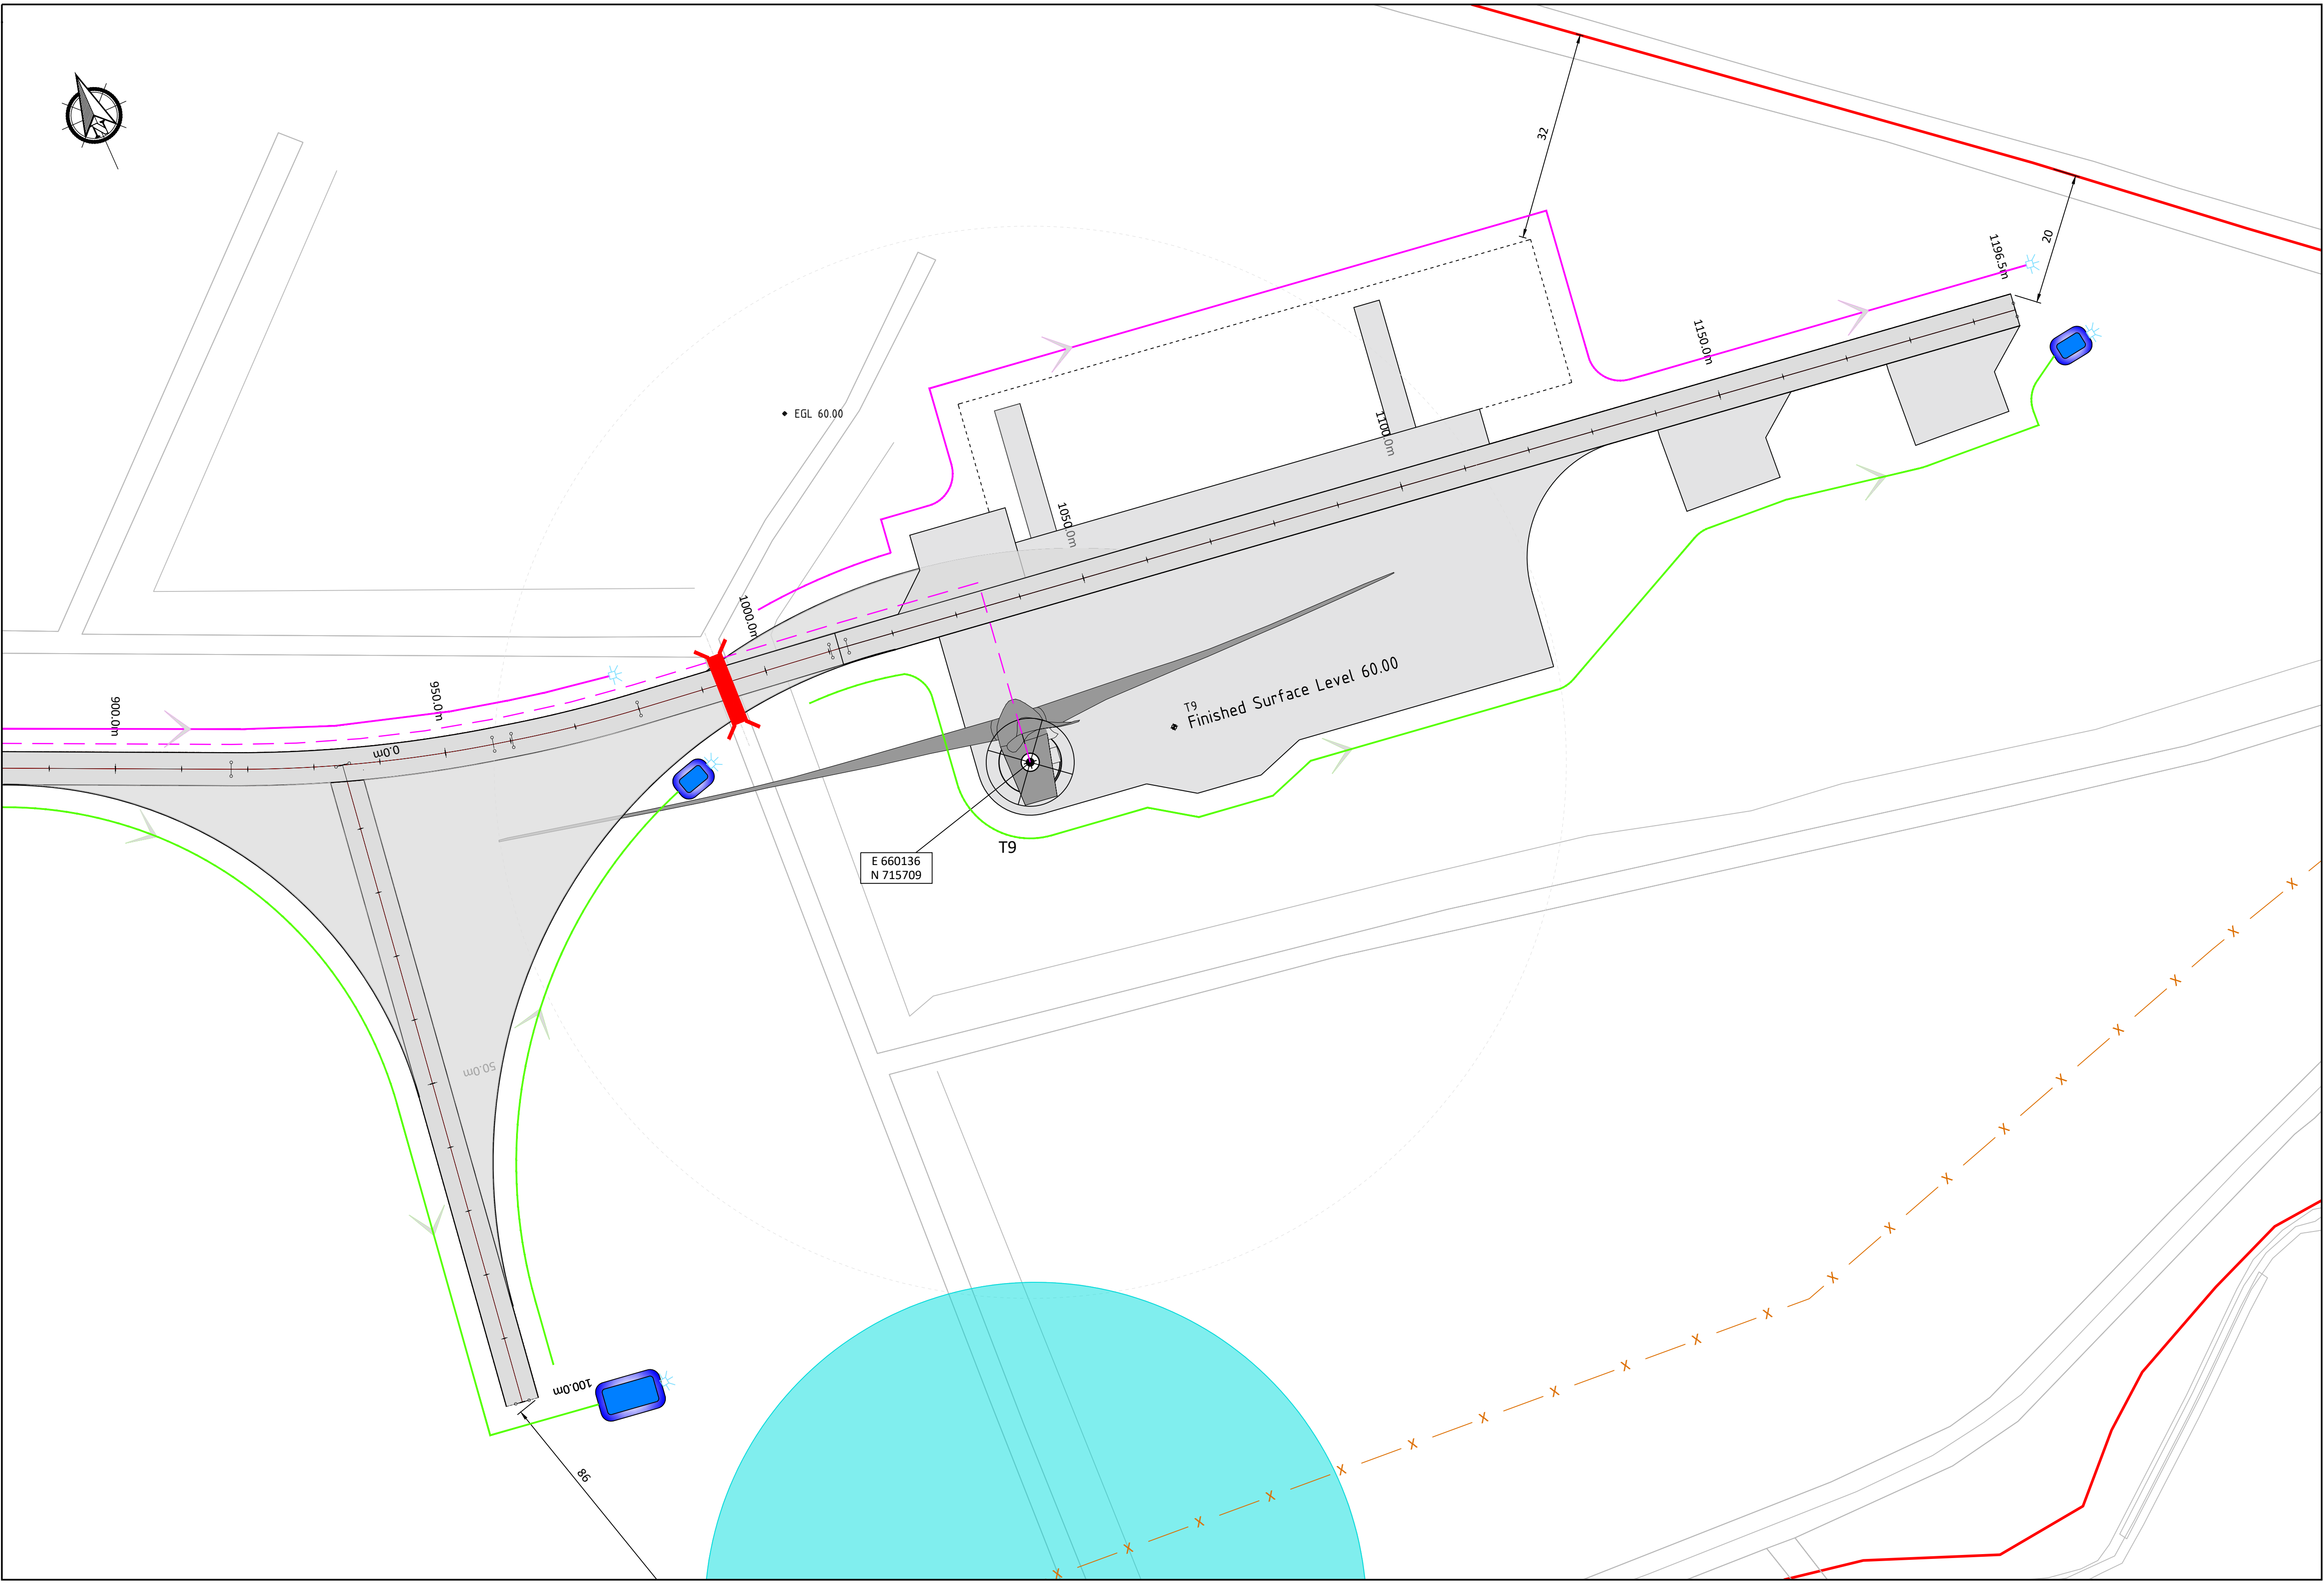 32
20
1196.5m
1150.0m
EGL 60.00
1100.0m
1050.0m
1000.0m
950.0m
900.0m
0.0m
T9
Finished Surface Level 60.00
T9
E 660136
N 715709
50.0m
100.0m
98